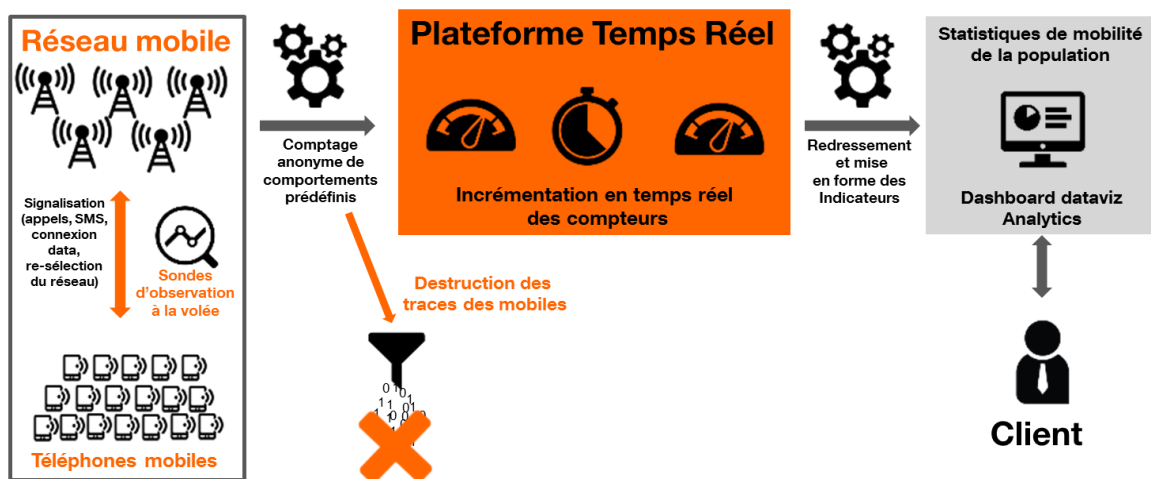 Réseau mobile
Signalisation
(appels, SMS,
connexion
data,
re-sélection
du réseau)
Sondes
d'observation
à la volée
Téléphones mobiles
Comptage
anonyme de
comportements
prédéfinis
Destruction des
traces des mobiles
Plateforme Temps Réel
Incrémentation en temps réel
des compteurs
Redressement
et mise
en forme des
Indicateurs
Statistiques de mobilité
de la population
Dashboard dataviz
Analytics
Client